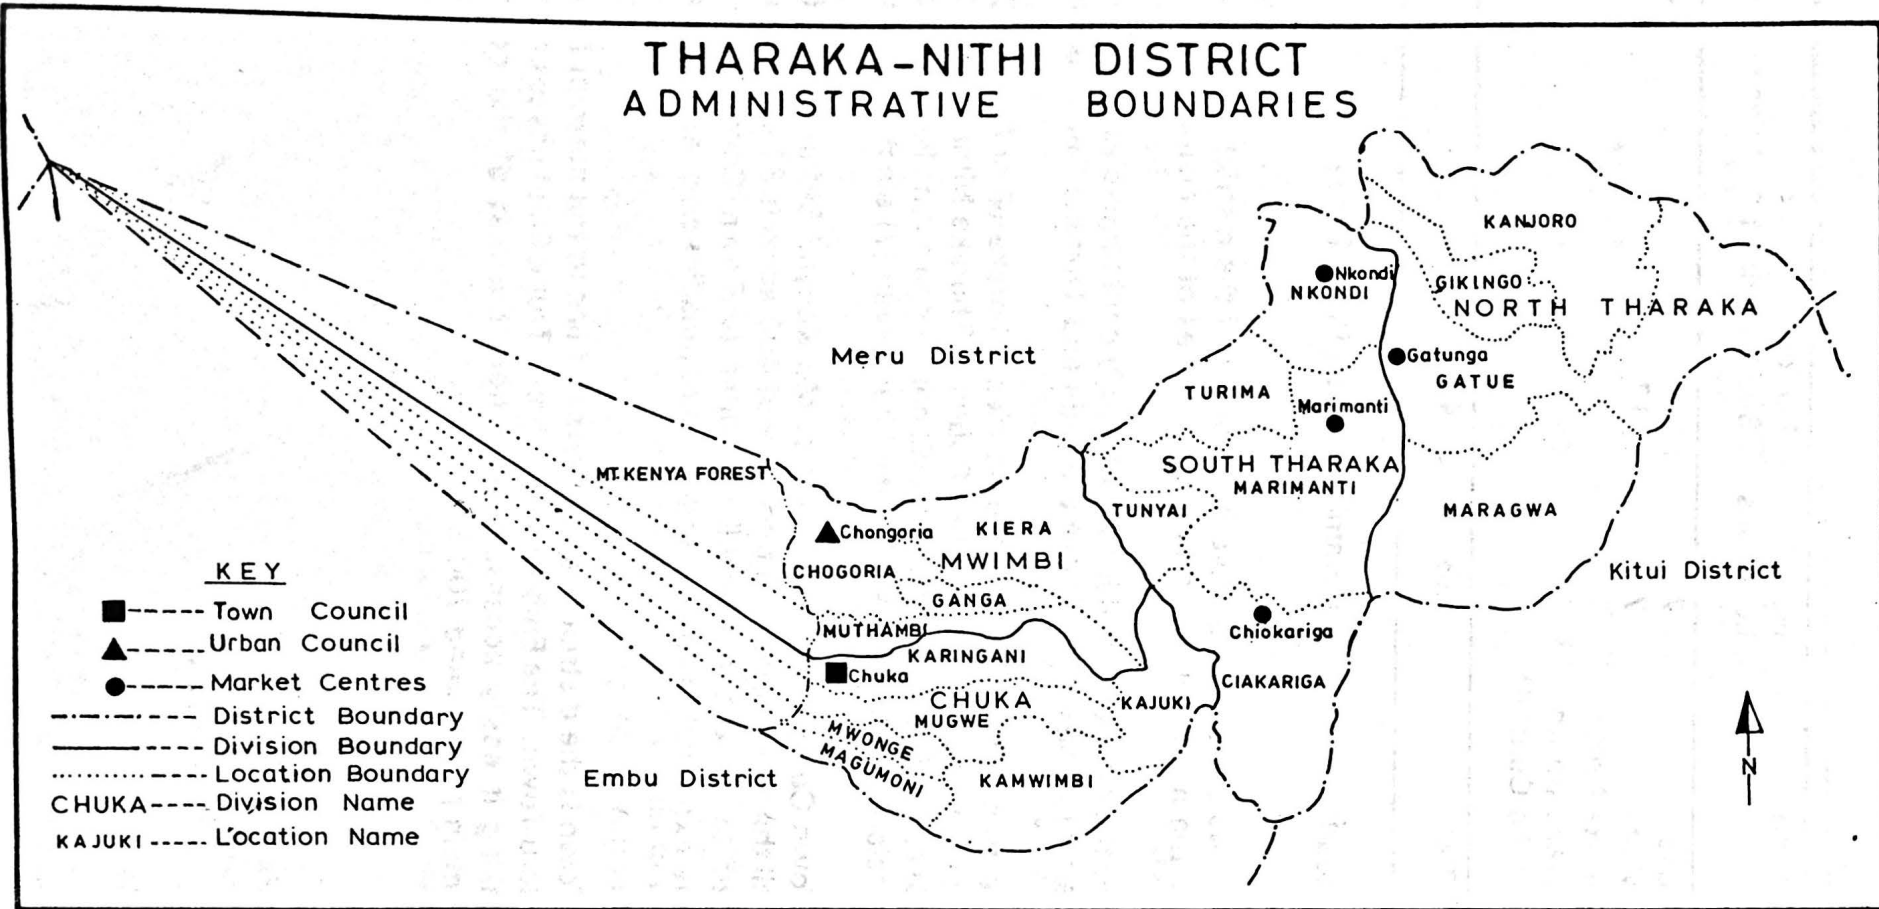 THARAKA-NITHI DISTRICT
ADMINISTRATIVE BOUNDARIES
KANJORO
Nkondi
NKONDI
GIKINGO
NORTH THARAKA
Meru District
Gatunga
GATUE
TURIMA
Marimanti
MT. KENYA FOREST
SOUTH THARAKA
MARIMANTI
TUNYAI
MARAGWA
Chongoria
KIERA
MWIMBI
CHOGORIA
GANGA
Kitui District
MUTHAMBI
Chiokariga
KARINGANI
Chuka
CIAKARIGA
CHUKA
KAJUKI
MUGWE
MWONGE
MAGUMONI
KAMWIMBI
Embu District
N
KEY
Town Council
Urban Council
Market Centres
District Boundary
Division Boundary
Location Boundary
CHUKA---- Division Name
KAJUKI ----- Location Name